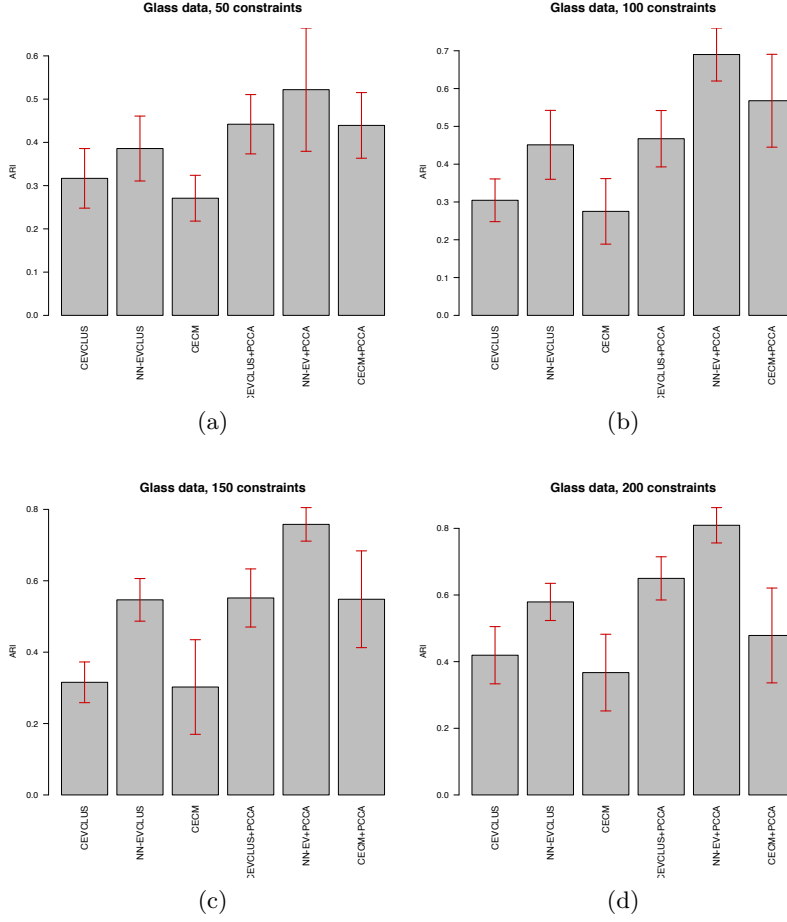 Glass data, 50 constraints
ARI
0.6
0.5
0.4
0.3
0.2
0.1
0.0
CEVCLUS
NN-EVCLUS
CECM
CEVCLUS+PCCA
NN-EV+PCCA
CECM+PCCA
(a)
Glass data, 100 constraints
ARI
0.7
0.6
0.5
0.4
0.3
0.2
0.1
0.0
CEVCLUS
NN-EVCLUS
CECM
CEVCLUS+PCCA
NN-EV+PCCA
CECM+PCCA
(b)
Glass data, 150 constraints
ARI
0.8
0.6
0.4
0.2
0.0
CEVCLUS
NN-EVCLUS
CECM
CEVCLUS+PCCA
NN-EV+PCCA
CECM+PCCA
(c)
Glass data, 200 constraints
ARI
0.8
0.6
0.4
0.2
0.0
CEVCLUS
NN-EVCLUS
CECM
CEVCLUS+PCCA
NN-EV+PCCA
CECM+PCCA
(d)